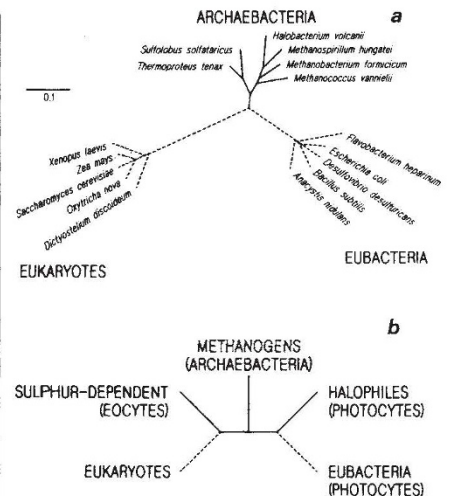 ARCHAEBACTERIA
a
Halobacterium volcanii
Sulfolobus solfataricus
Methanospirillum hungatei
Thermoproteus tenax
Methanobacterium formicicum
Methanococcus vannielii
0.1
Xenopus laevis
Zea mays
Saccharomyces cerevisiae
Oxytricha nova
Dictyostelium discoideum
Flavobacterium heparinum
Escherichia coli
Desulfovibrio desulfuricans
Bacillus subtilis
Anacystis nidulans
EUKARYOTES
EUBACTERIA
b
METHANOGENS
(ARCHAEBACTERIA)
SULPHUR-DEPENDENT
(EOCYTES)
HALOPHILES
(PHOTOCYTES)
EUKARYOTES
EUBACTERIA
(PHOTOCYTES)